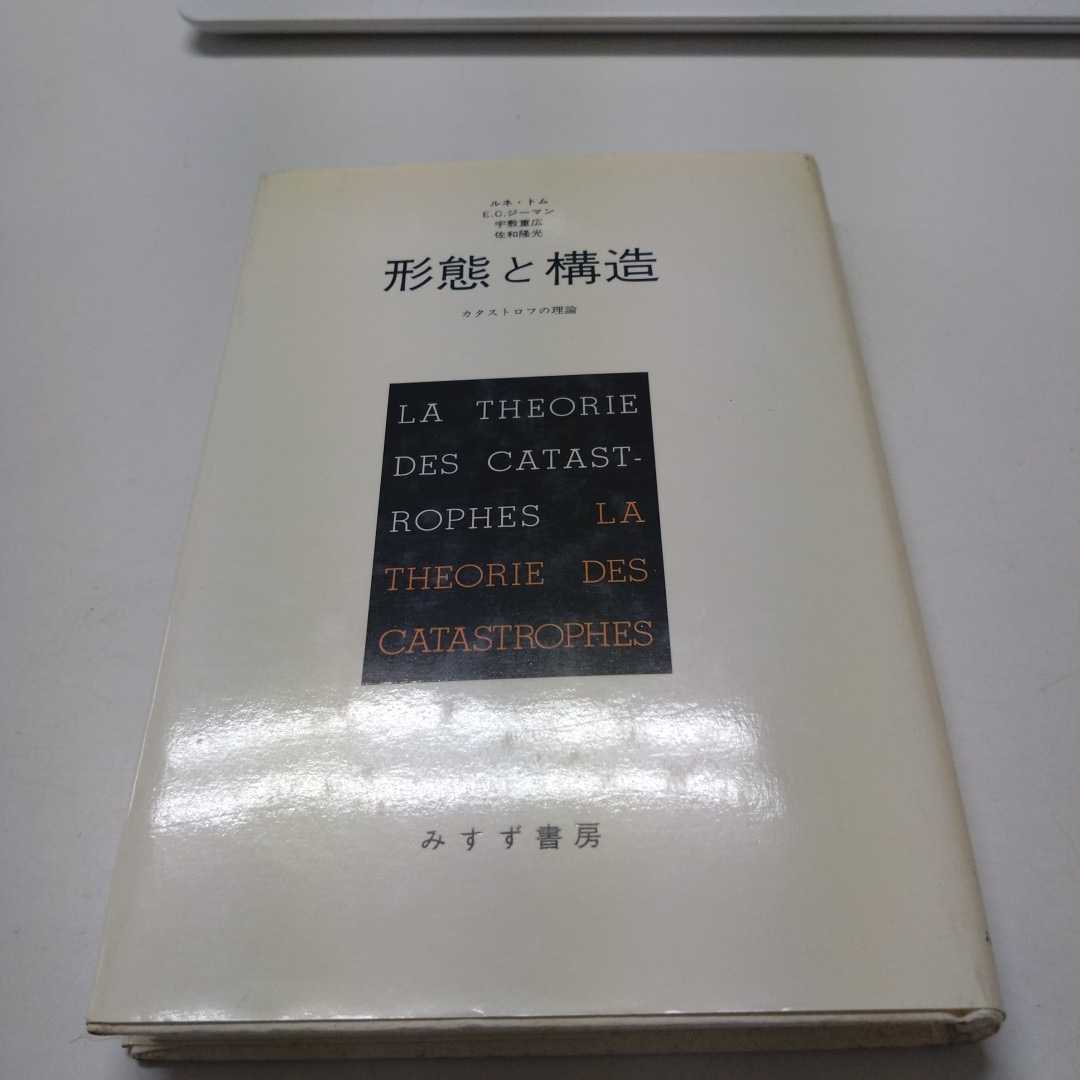 ルネ・トム
E.C.ジーマン
宇敷重広
佐和隆光
形態と構造
カタストロフの理論
LA THEORIE
DES CATAST-
ROPHES LA
THEORIE DES
CATASTROPHES
みすず書房